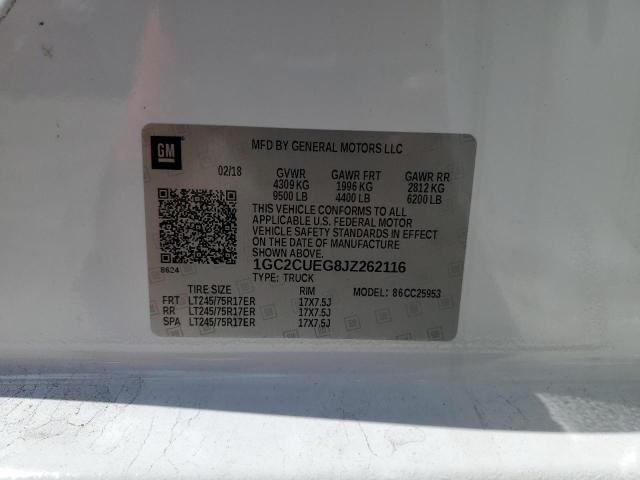 GM
MFD BY GENERAL MOTORS LLC
02/18 GVWR GAWR FRT GAWR RR
4309 KG 1996 KG 2812 KG
9500 LB 4400 LB 6200 LB
THIS VEHICLE CONFORMS TO ALL
APPLICABLE U.S. FEDERAL MOTOR
VEHICLE SAFETY STANDARDS IN EFFECT
ON THE DATE OF MANUFACTURE
SHOWN ABOVE.
8624 1GC2CUEG8JZ262116
TYPE: TRUCK
TIRE SIZE RIM MODEL: 86CC25953
FRT LT245/75R17ER 17X7.5J
RR LT245/75R17ER 17X7.5J
SPA LT245/75R17ER 17X7.5J